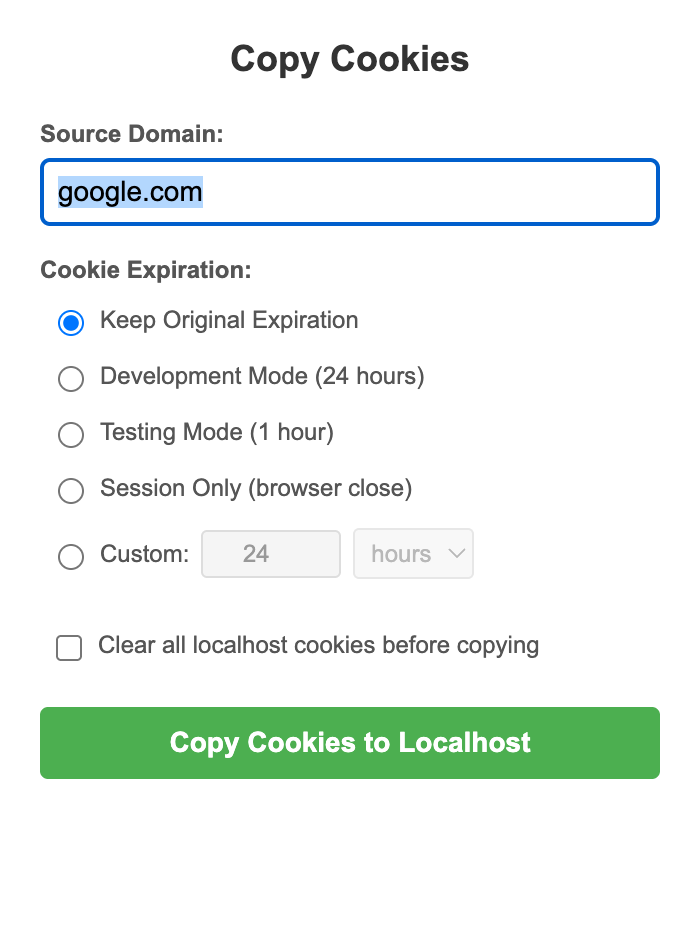 Copy Cookies
Source Domain:
google.com
Cookie Expiration:
Keep Original Expiration
Development Mode (24 hours)
Testing Mode (1 hour)
Session Only (browser close)
Custom: 24 hours
Clear all localhost cookies before copying
Copy Cookies to Localhost